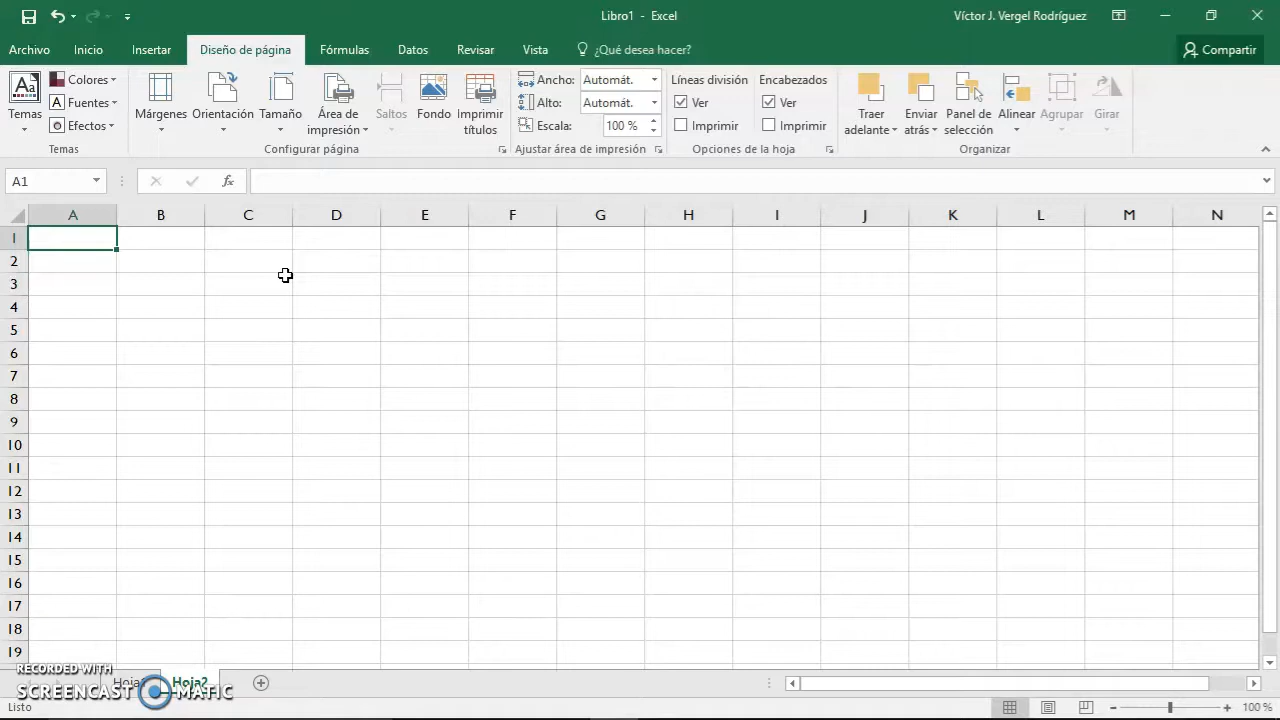 Libro1 - Excel
Víctor J. Vergel Rodríguez
Archivo Inicio Insertar Diseño de página Fórmulas Datos Revisar Vista ¿Qué desea hacer? Compartir
Aa
Temas
Colores
Fuentes
Efectos
Temas
Márgenes
Orientación
Tamaño
Área de impresión
Saltos
Fondo
Imprimir títulos
Configurar página
Ancho: Automát.
Alto: Automát.
Escala: 100 %
Ajustar área de impresión
Líneas división
Ver
Imprimir
Encabezados
Ver
Imprimir
Opciones de la hoja
Traer adelante
Enviar atrás
Panel de selección
Alinear
Agrupar
Girar
Organizar
A1 fx
A B C D E F G H I J K L M N
1
2
3
4
5
6
7
8
9
10
11
12
13
14
15
16
17
18
19
RECORDED WITH
SCREENCAST MATIC
Hoja2
Listo
100 %